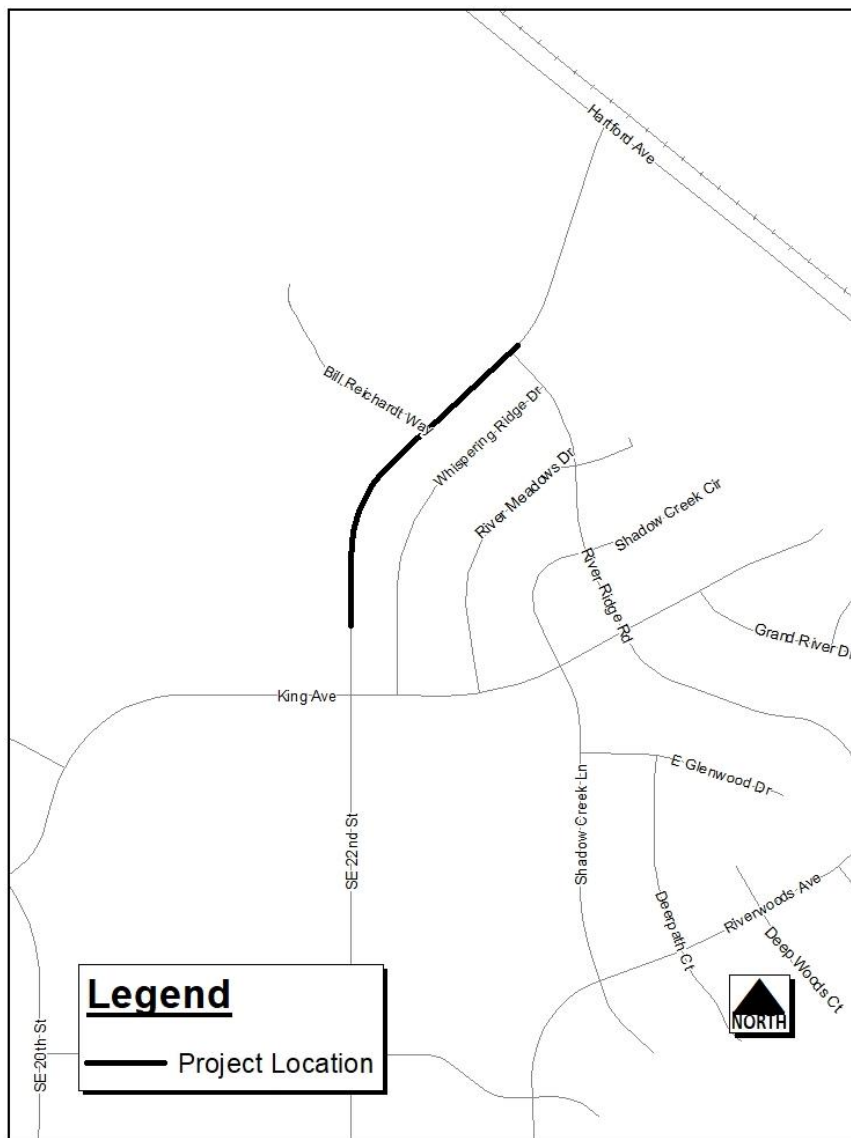 Hartford Ave
Bill Reichardt Way
Whispering Ridge Dr
River Meadows Dr
Shadow Creek Cir
River Ridge Rd
Grand River Dr
King Ave
E Glenwood Dr
Shadow Creek Ln
SE 22nd St
Riverwoods Ave
Deerpath Ct
Deep Woods Ct
SE 20th St
Legend
Project Location
NORTH